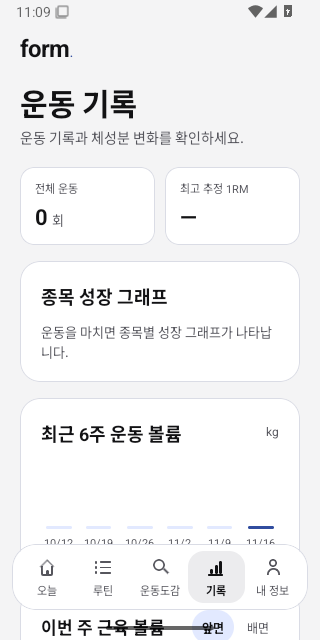 11:09
form.
운동 기록
운동 기록과 체성분 변화를 확인하세요.
전체 운동
0 회
최고 추정 1RM
—
종목 성장 그래프
운동을 마치면 종목별 성장 그래프가 나타납
니다.
최근 6주 운동 볼륨
kg
10/12 10/19 10/26 11/2 11/9 11/16
오늘
루틴
운동도감
기록
내 정보
이번 주 근육 볼륨
앞면
배면